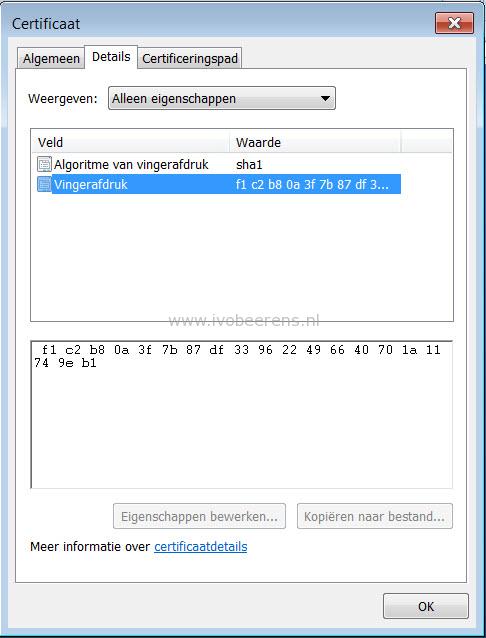 Certificaat
Algemeen Details Certificeringspad
Weergeven: Alleen eigenschappen
Veld Waarde
Algoritme van vingerafdruk sha1
Vingerafdruk f1 c2 b8 0a 3f 7b 87 df 3...
www.ivobeerens.nl
f1 c2 b8 0a 3f 7b 87 df 33 96 22 49 66 40 70 1a 11
74 9e b1
Eigenschappen bewerken... Kopiëren naar bestand...
Meer informatie over certificaatdetails
OK